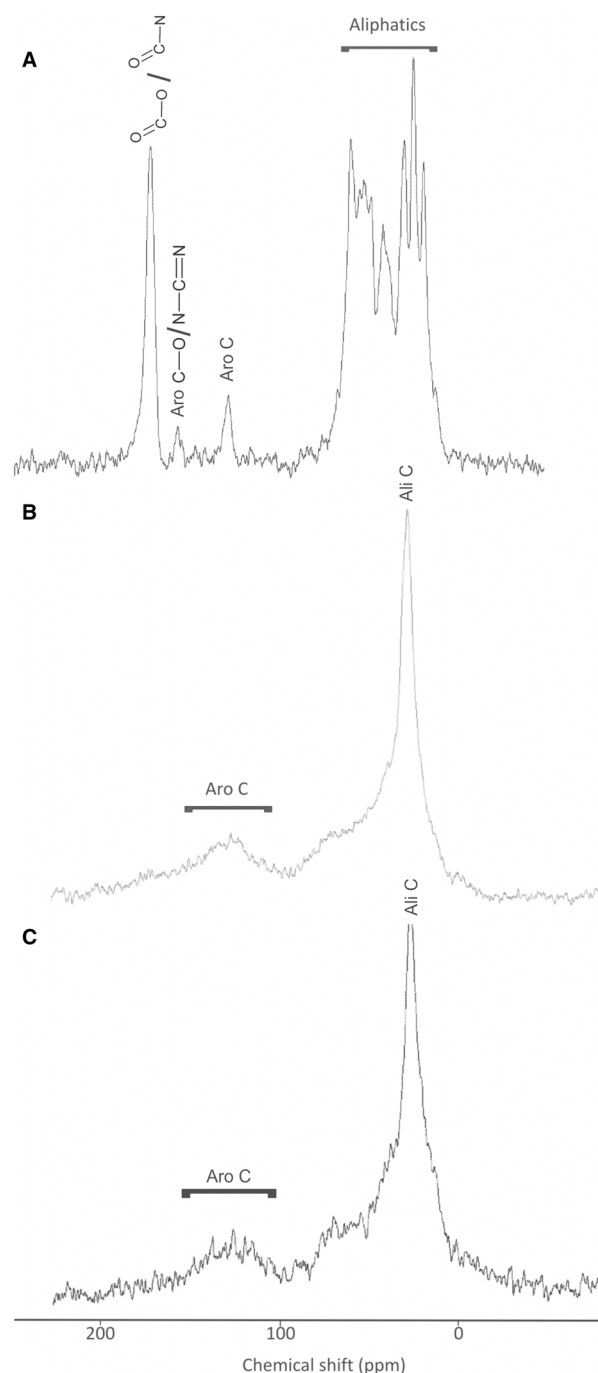 Aliphatics
A
O=C—O / O=C—N
Aro C—O/N—C=N
Aro C
B
Ali C
Aro C
C
Ali C
Aro C
200 100 0
Chemical shift (ppm)